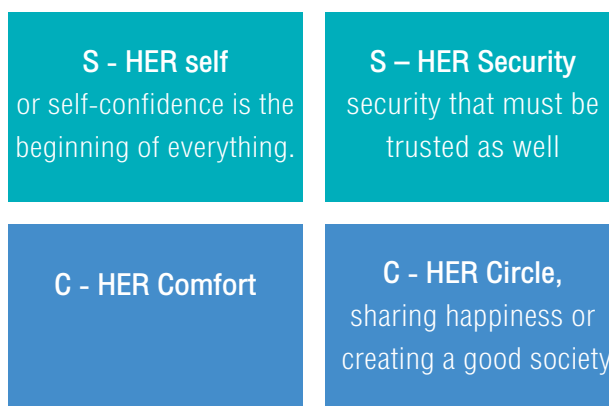 S - HER self
or self-confidence is the
beginning of everything.
S – HER Security
security that must be
trusted as well
C - HER Comfort
C - HER Circle,
sharing happiness or
creating a good society